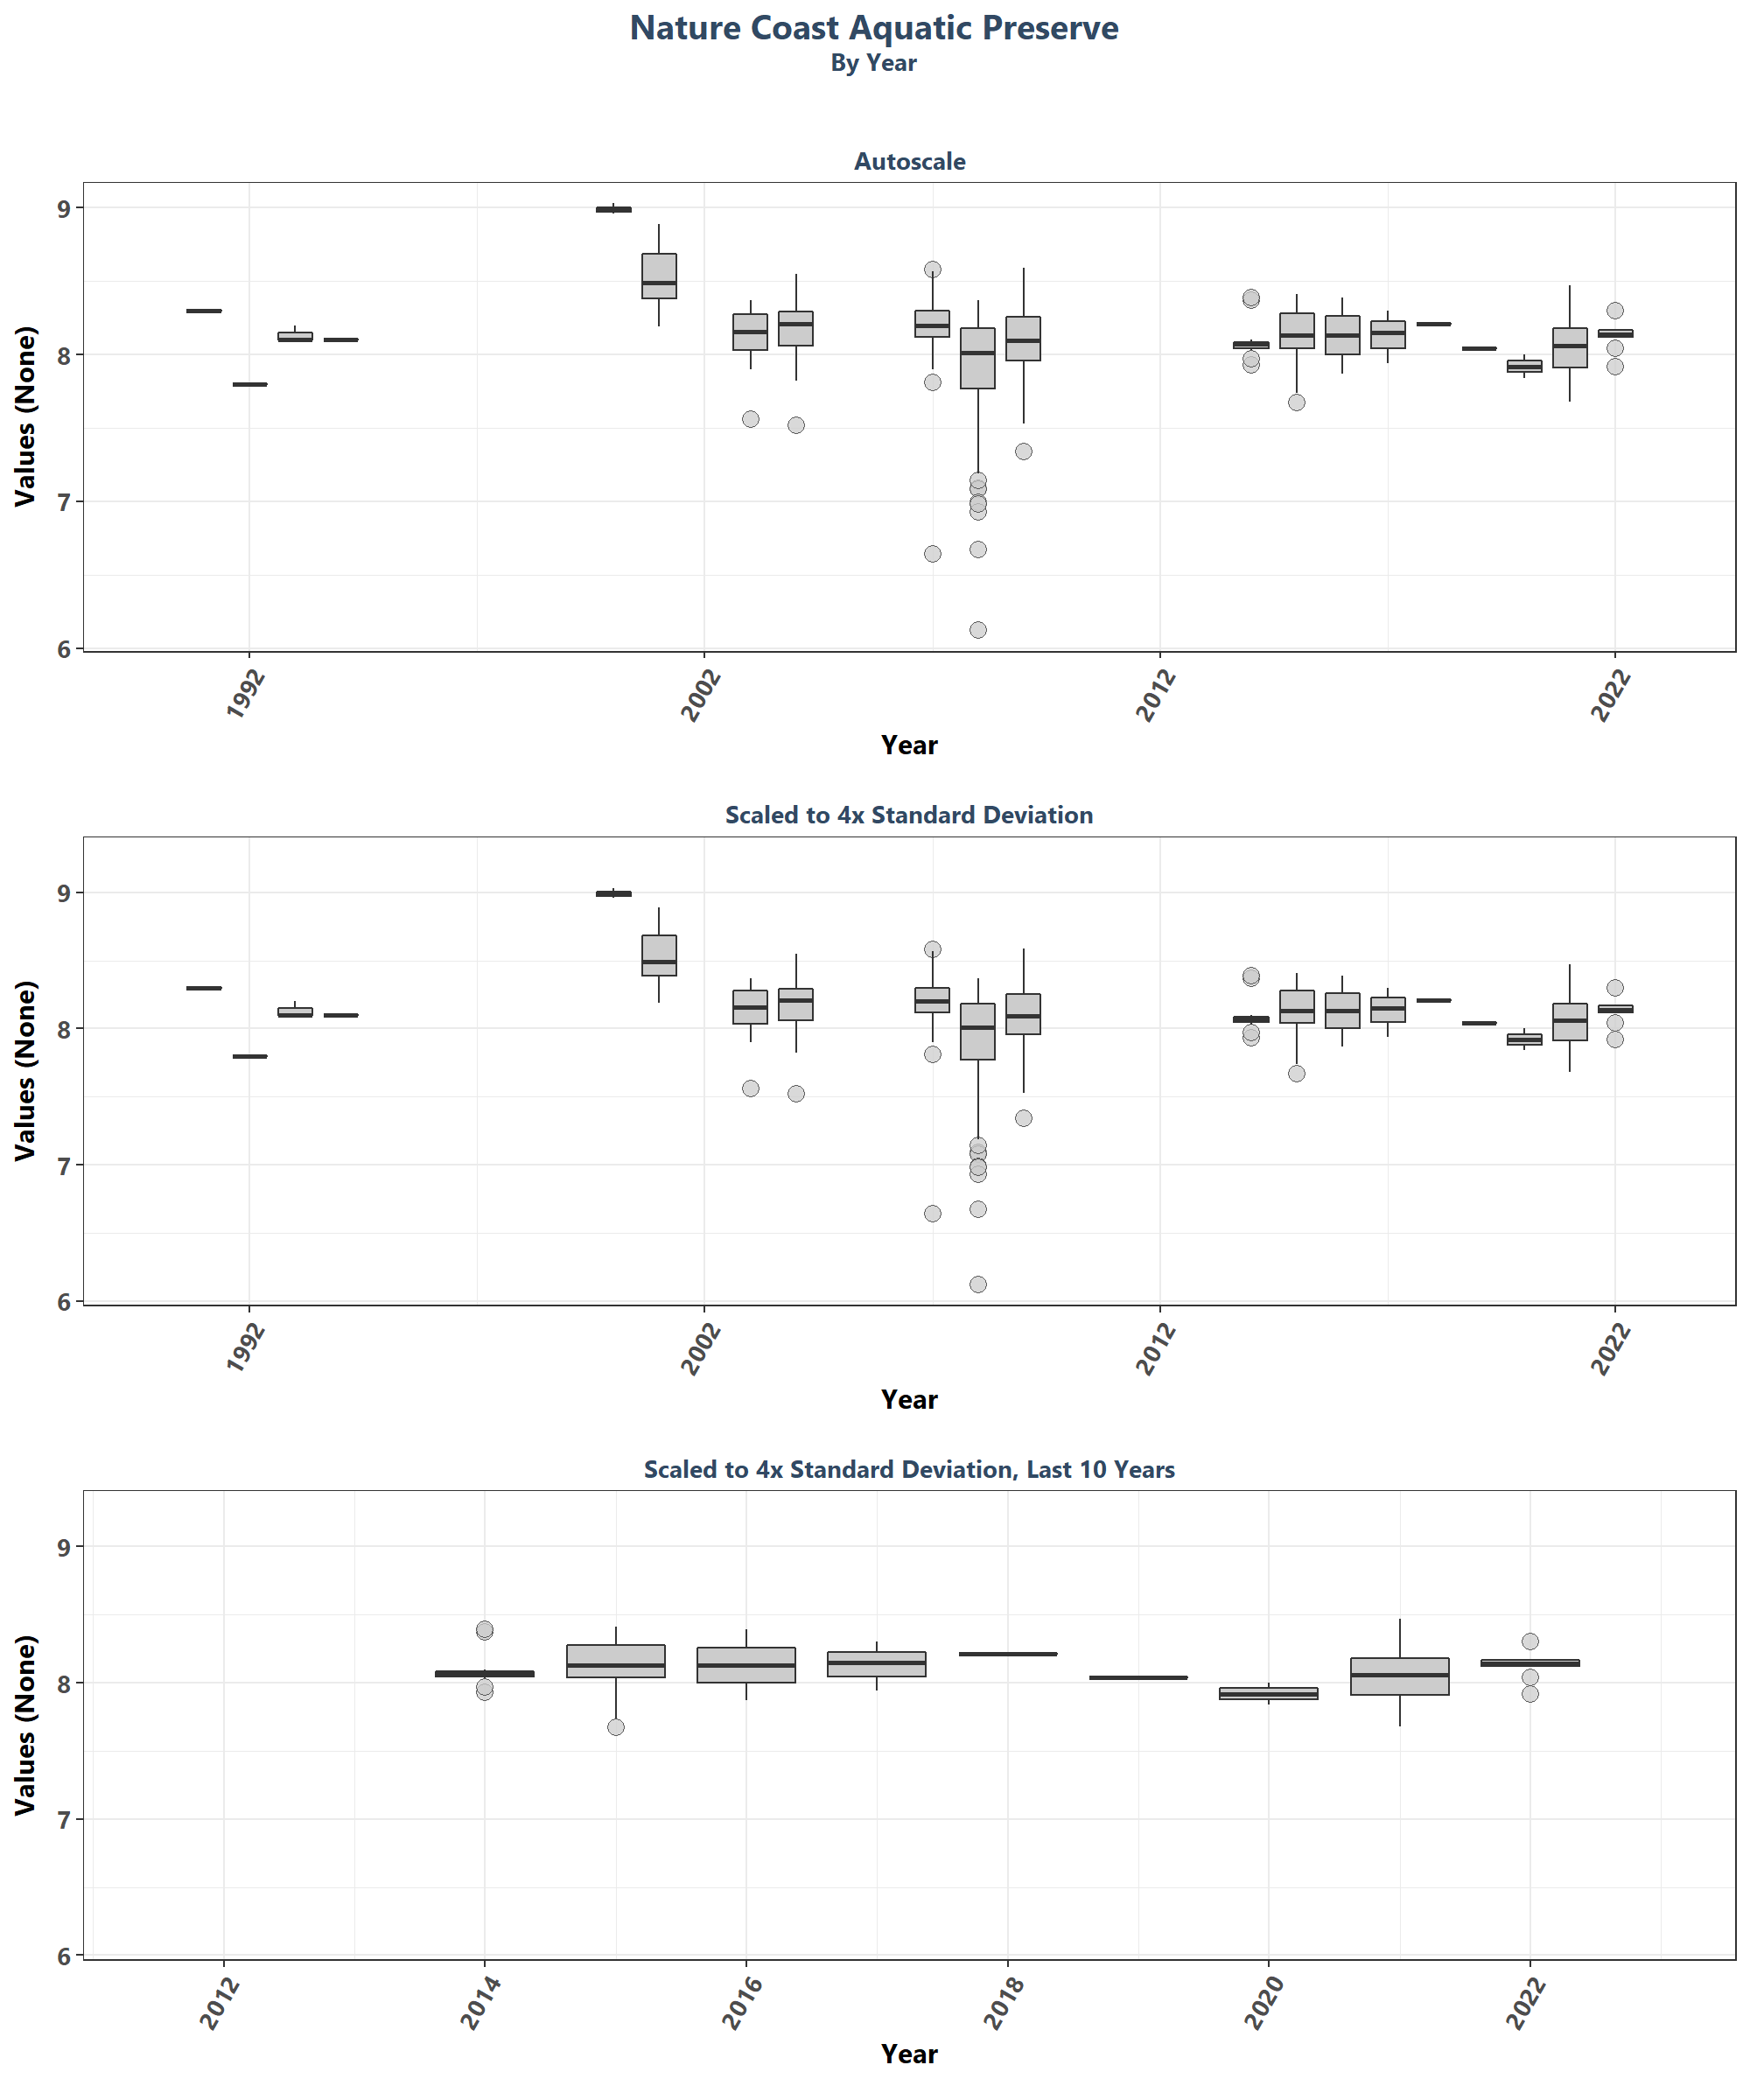 Nature Coast Aquatic Preserve
By Year
Autoscale
Values (None)
9
8
7
6
1992
2002
2012
2022
Year
Scaled to 4x Standard Deviation
Values (None)
9
8
7
6
1992
2002
2012
2022
Year
Scaled to 4x Standard Deviation, Last 10 Years
Values (None)
9
8
7
6
2012
2014
2016
2018
2020
2022
Year